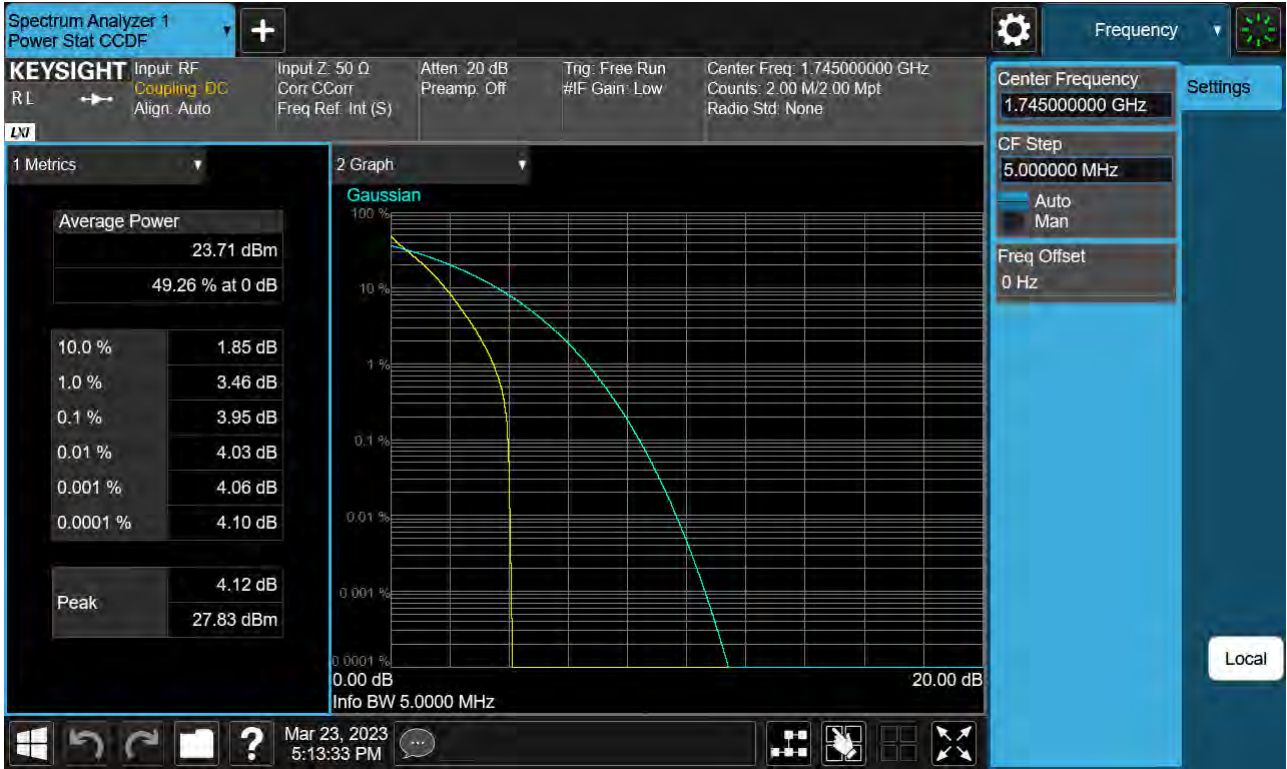 Spectrum Analyzer 1
Power Stat CCDF
Frequency
KEYSIGHT
RL
LXI
Input: RF
Coupling: DC
Align: Auto
Input Z: 50 Ω
Corr CCorr
Freq Ref: Int (S)
Atten: 20 dB
Preamp: Off
Trig: Free Run
#IF Gain: Low
Center Freq: 1.745000000 GHz
Counts: 2.00 M/2.00 Mpt
Radio Std: None
Center Frequency
1.745000000 GHz
Settings
CF Step
5.000000 MHz
Auto
Man
Freq Offset
0 Hz
1 Metrics
Average Power
23.71 dBm
49.26 % at 0 dB
10.0 % 1.85 dB
1.0 % 3.46 dB
0.1 % 3.95 dB
0.01 % 4.03 dB
0.001 % 4.06 dB
0.0001 % 4.10 dB
Peak
4.12 dB
27.83 dBm
2 Graph
Gaussian
100 %
10 %
1 %
0.1 %
0.01 %
0.001 %
0.0001 %
0.00 dB 20.00 dB
Info BW 5.0000 MHz
Local
?
Mar 23, 2023
5:13:33 PM